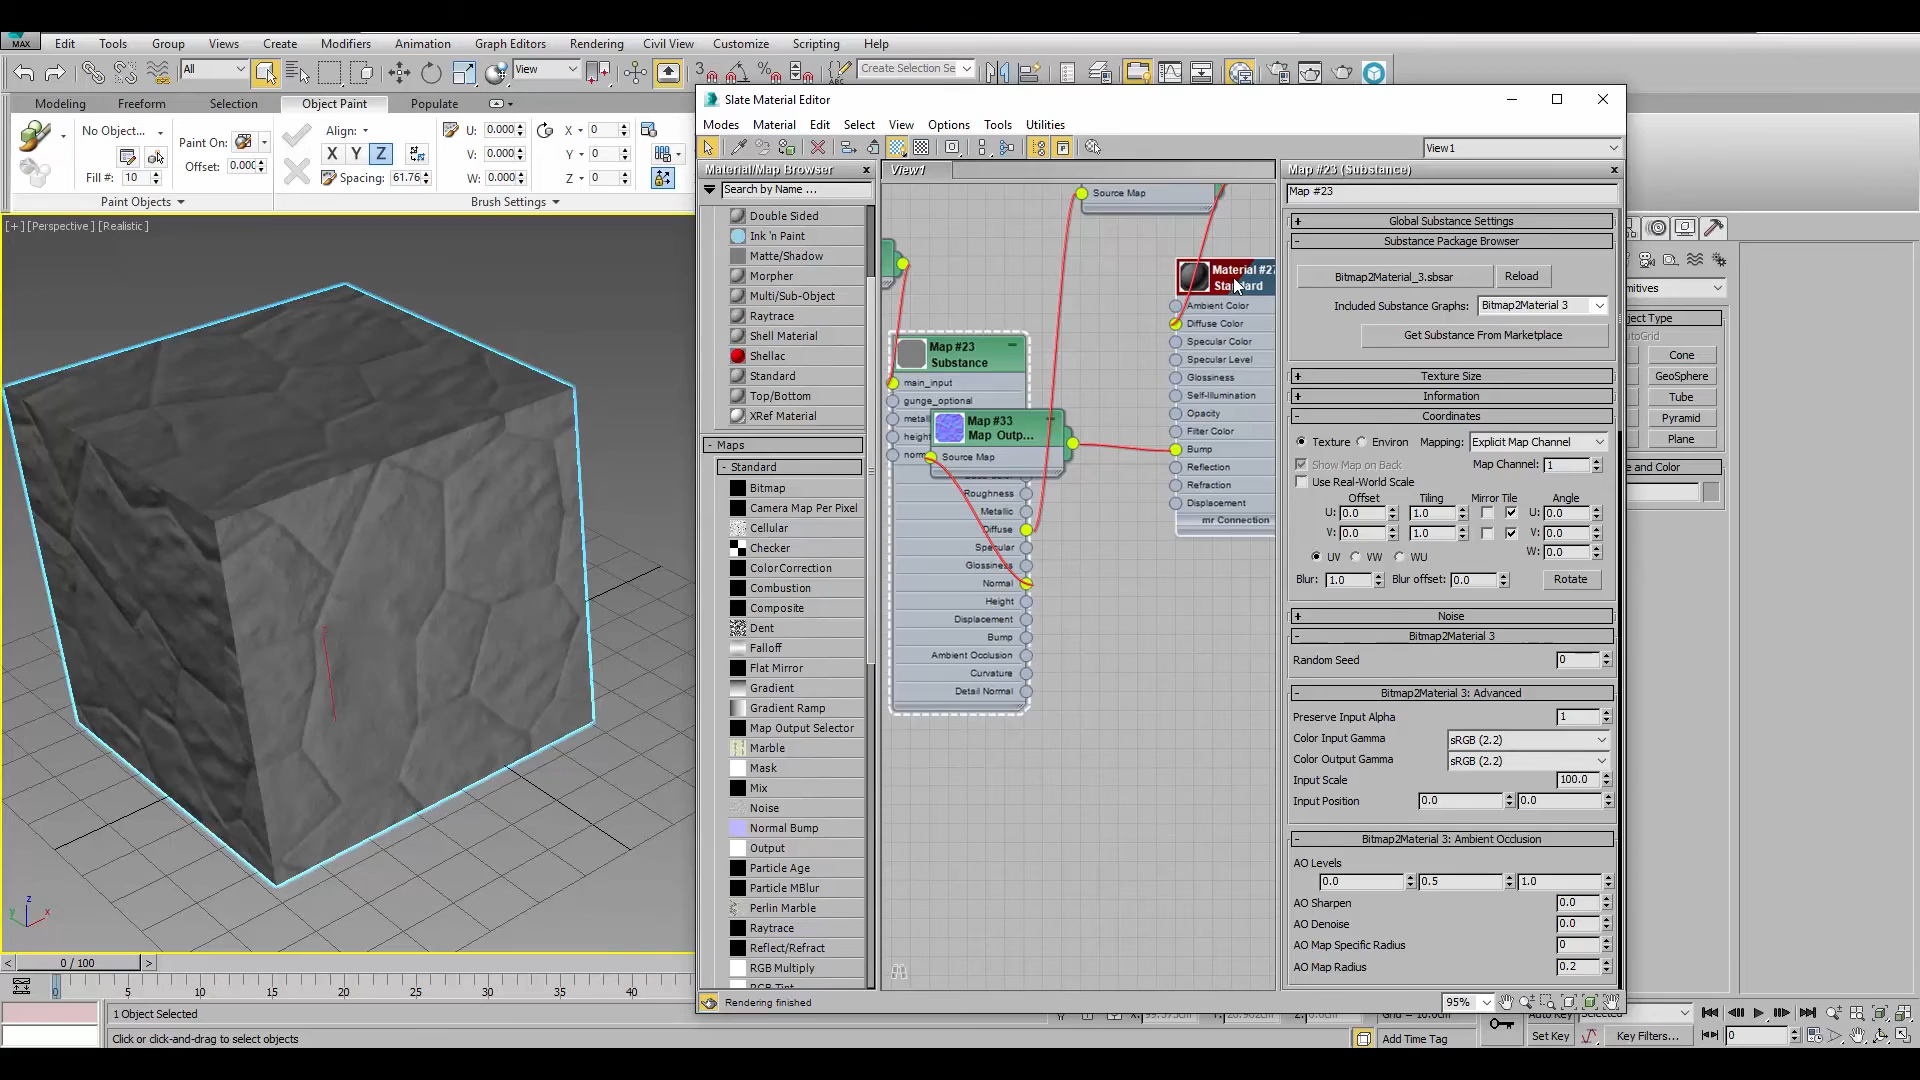 MAX Edit Tools Group Views Create Modifiers Animation Graph Editors Rendering Civil View Customize Scripting Help
All View Create Selection Se
Modeling Freeform Selection Object Paint Populate
No Object... Paint On: Align: U: 0.000 X 0
X Y Z V: 0.000 Y 0
Fill #: 10 Offset: 0.000 Spacing: 61.76 W: 0.000 Z 0
Paint Objects Brush Settings
[+] [Perspective] [Realistic]
Slate Material Editor
Modes Material Edit Select View Options Tools Utilities
View1
Material/Map Browser
Search by Name ...
Double Sided
Ink 'n Paint
Matte/Shadow
Morpher
Multi/Sub-Object
Raytrace
Shell Material
Shellac
Standard
Top/Bottom
XRef Material
- Maps
- Standard
Bitmap
Camera Map Per Pixel
Cellular
Checker
ColorCorrection
Combustion
Composite
Dent
Falloff
Flat Mirror
Gradient
Gradient Ramp
Map Output Selector
Marble
Mask
Mix
Noise
Normal Bump
Output
Particle Age
Particle MBlur
Perlin Marble
Raytrace
Reflect/Refract
RGB Multiply
View1
Source Map
Map #23
Substance
main_input
gunge_optional
Map #33
Map Outp...
Source Map
Roughness
Metallic
Diffuse
Specular
Glossiness
Normal
Height
Displacement
Bump
Ambient Occlusion
Curvature
Detail Normal
Material #27
Standard
Ambient Color
Diffuse Color
Specular Color
Specular Level
Glossiness
Self-Illumination
Opacity
Filter Color
Bump
Reflection
Refraction
Displacement
mr Connection
Map #23 (Substance)
Map #23
+ Global Substance Settings
- Substance Package Browser
Bitmap2Material_3.sbsar Reload
Included Substance Graphs: Bitmap2Material 3
Get Substance From Marketplace
+ Texture Size
+ Information
- Coordinates
Texture Environ Mapping: Explicit Map Channel
Show Map on Back Map Channel: 1
Use Real-World Scale
Offset Tiling Mirror Tile Angle
U: 0.0 1.0 U: 0.0
V: 0.0 1.0 V: 0.0
UV VW WU W: 0.0
Blur: 1.0 Blur offset: 0.0 Rotate
+ Noise
- Bitmap2Material 3
Random Seed 0
- Bitmap2Material 3: Advanced
Preserve Input Alpha 1
Color Input Gamma sRGB (2.2)
Color Output Gamma sRGB (2.2)
Input Scale 100.0
Input Position 0.0 0.0
- Bitmap2Material 3: Ambient Occlusion
AO Levels
0.0 0.5 1.0
AO Sharpen 0.0
AO Denoise 0.0
AO Map Specific Radius 0
AO Map Radius 0.2
Rendering finished
95%
Cone
GeoSphere
Tube
Pyramid
Plane
z
y x
< 0 / 100 >
0 5 10 15 20 25 30 35 40
1 Object Selected
Click or click-and-drag to select objects
Add Time Tag
Set Key Key Filters... 0